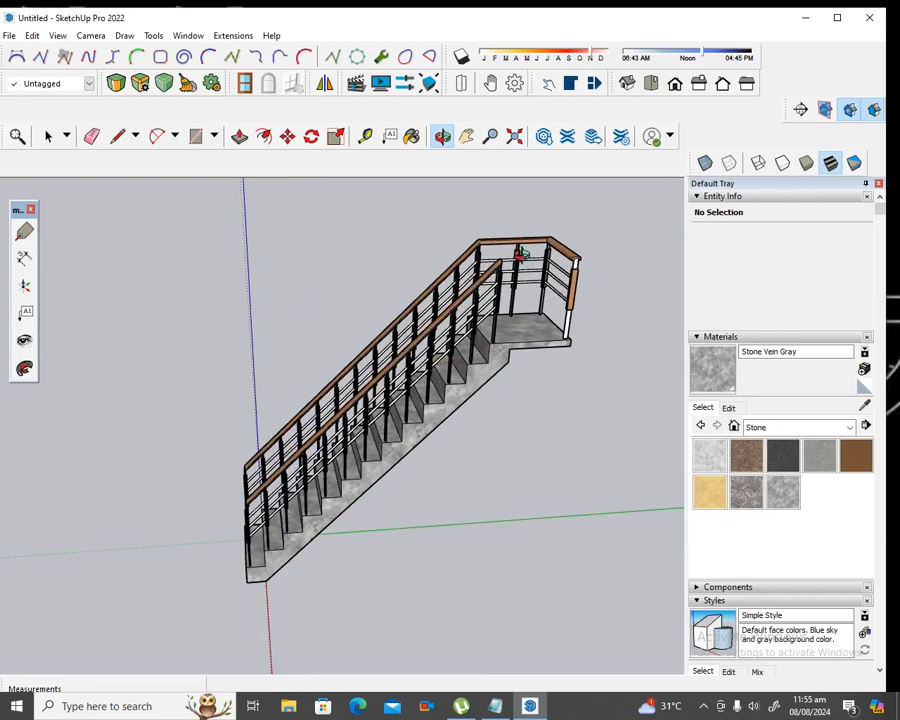 Untitled - SketchUp Pro 2022
File Edit View Camera Draw Tools Window Extensions Help
J F M A M J J A S O N D
06:43 AM Noon 04:45 PM
✓ Untagged
Default Tray
Entity Info
No Selection
m...
A1
Materials
Stone Vein Gray
Select Edit
Stone
Components
Styles
Simple Style
Default face colors. Blue sky
and gray background color.
Select Edit Mix
Measurements
Type here to search
31°C
11:55 am
08/08/2024
3